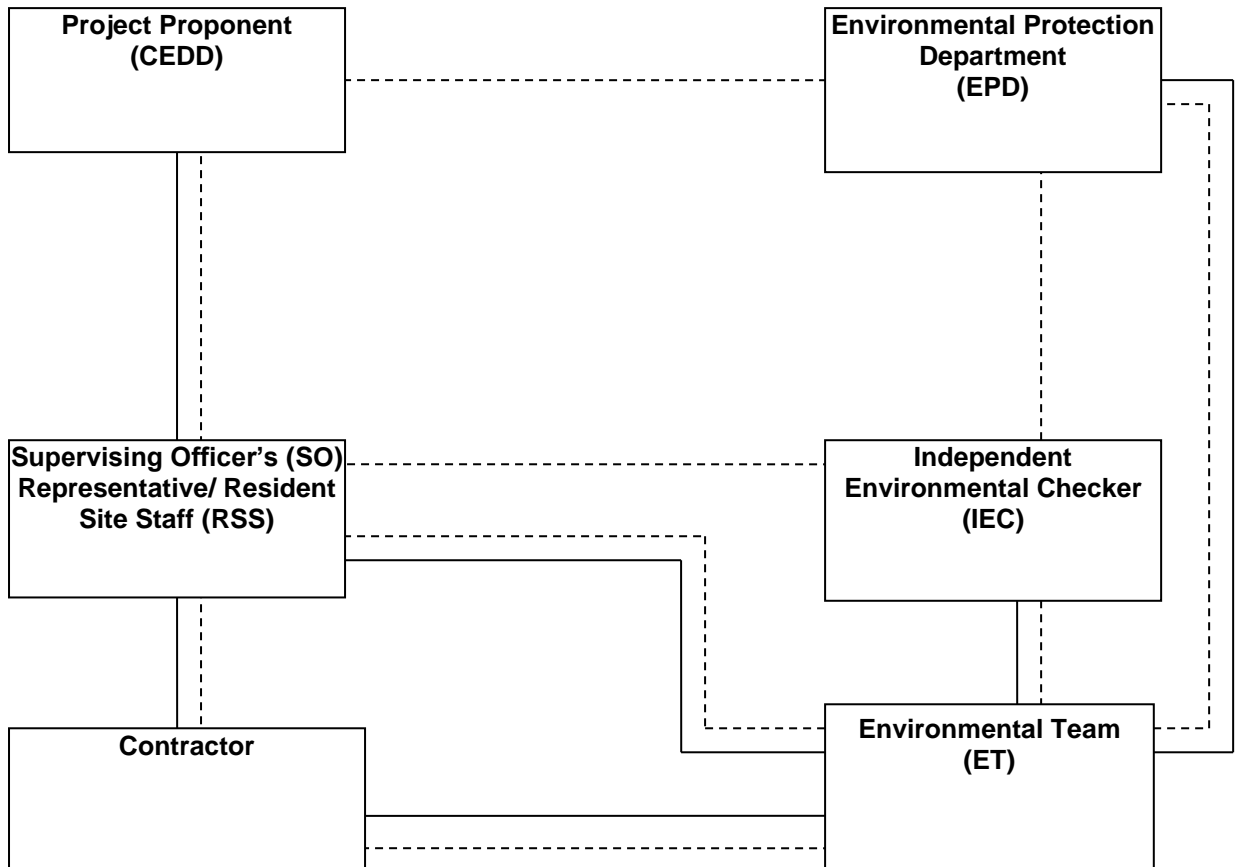 Project Proponent
(CEDD)
Environmental Protection
Department
(EPD)
Supervising Officer's (SO)
Representative/ Resident
Site Staff (RSS)
Independent
Environmental Checker
(IEC)
Contractor
Environmental Team
(ET)